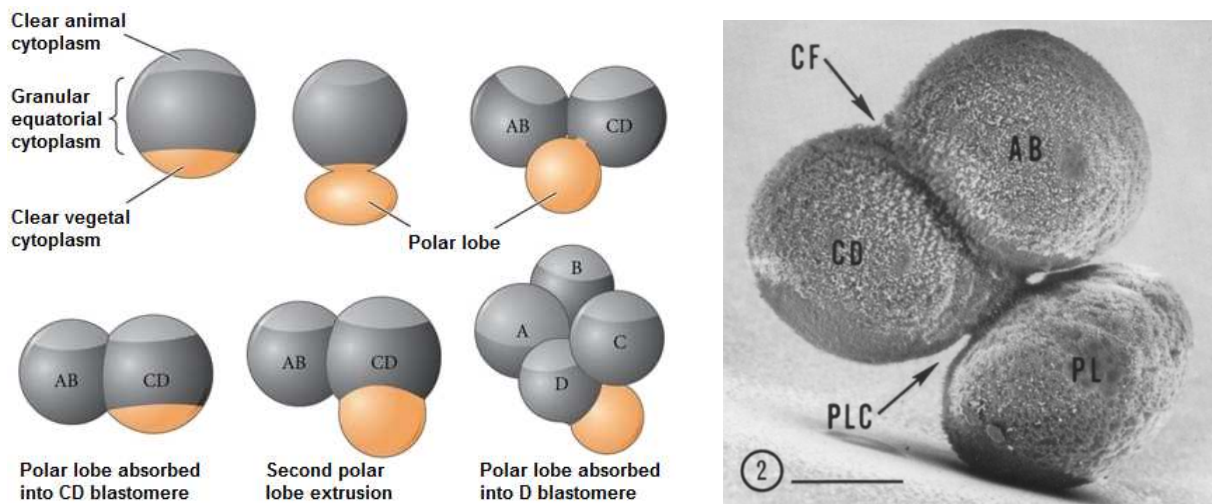 Clear animal
cytoplasm
Granular
equatorial
cytoplasm
Clear vegetal
cytoplasm
AB
CD
Polar lobe
AB
CD
Polar lobe absorbed
into CD blastomere
AB
CD
Second polar
lobe extrusion
B
A
C
D
Polar lobe absorbed
into D blastomere
CF
AB
CD
PL
PLC
2